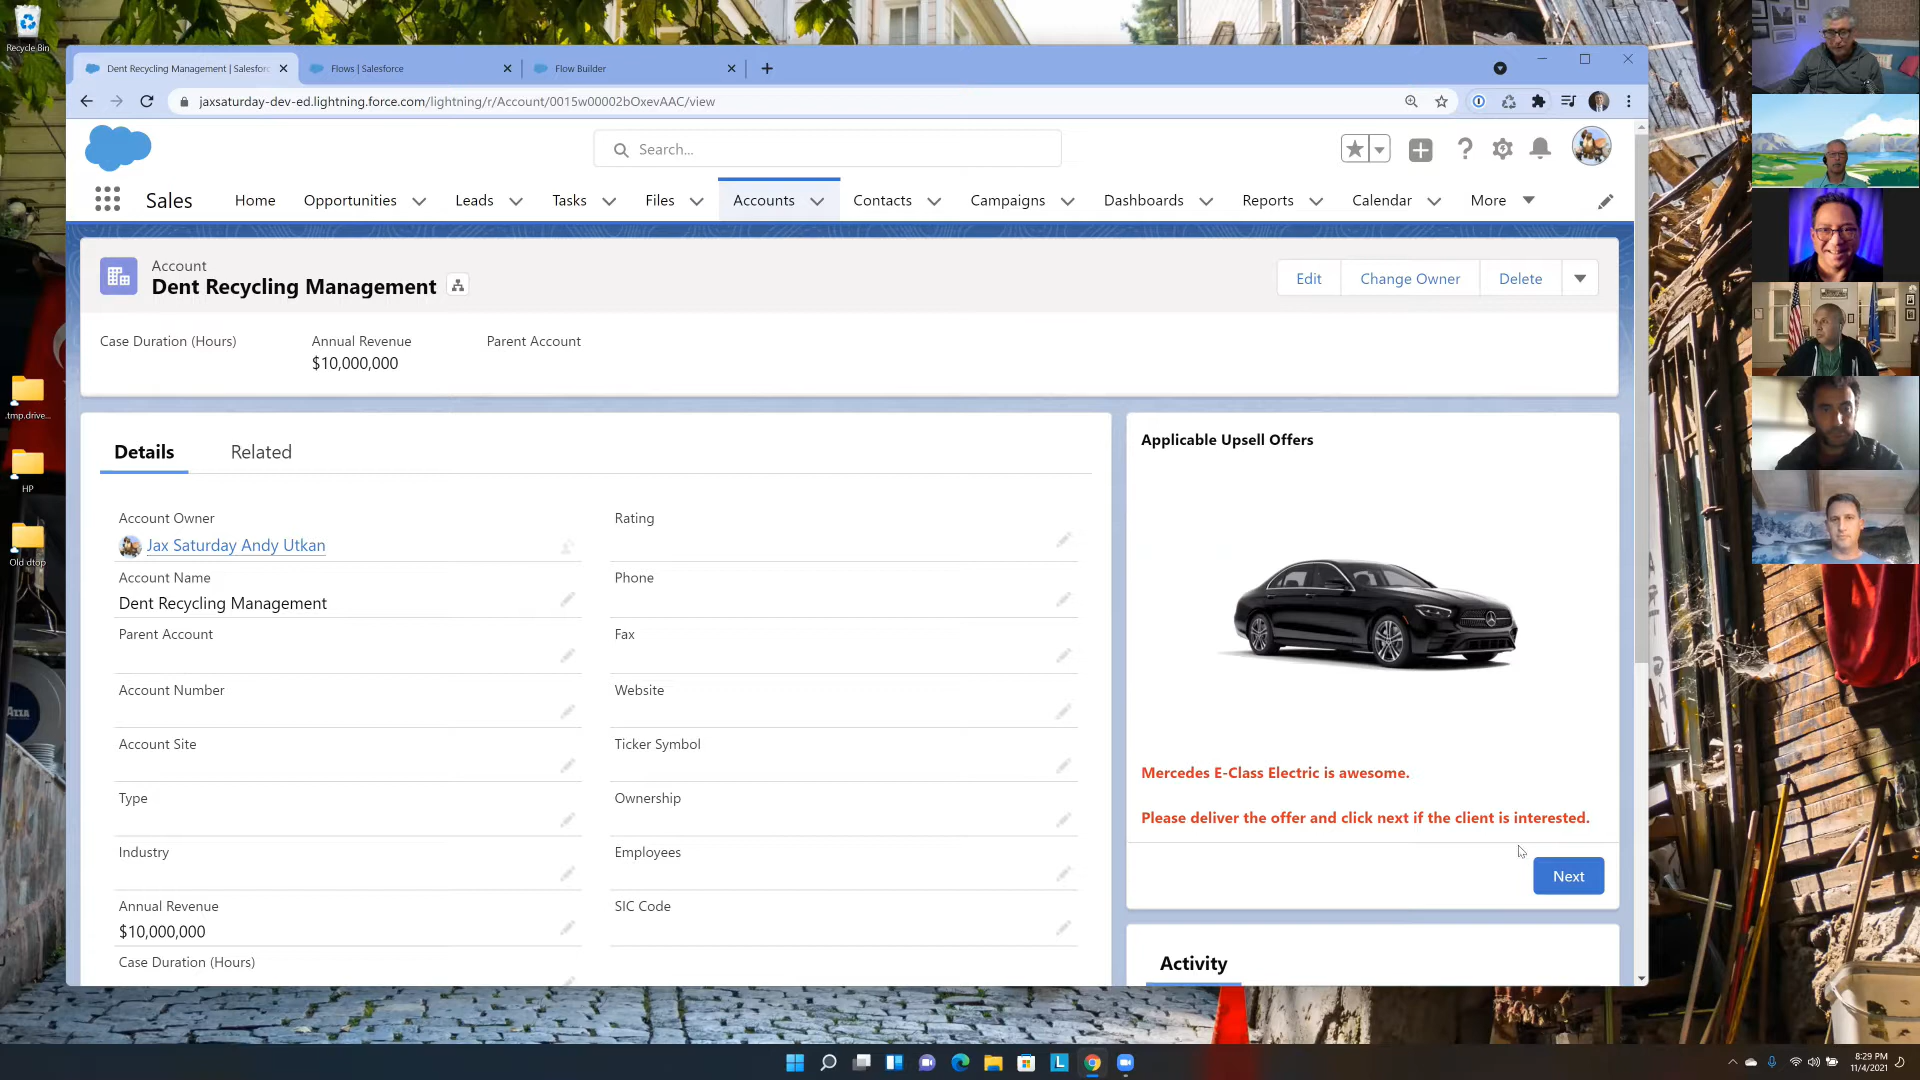 Recycle Bin
.tmp.drive...
HP
Old dtop
Dent Recycling Management | Salesforc
Flows | Salesforce
Flow Builder
jaxsaturday-dev-ed.lightning.force.com/lightning/r/Account/0015w00002bOxevAAC/view
Search...
Sales
Home
Opportunities
Leads
Tasks
Files
Accounts
Contacts
Campaigns
Dashboards
Reports
Calendar
More
Account
Dent Recycling Management
Edit
Change Owner
Delete
Case Duration (Hours)
Annual Revenue
Parent Account
$10,000,000
Details
Related
Account Owner
Jax Saturday Andy Utkan
Account Name
Dent Recycling Management
Parent Account
Account Number
Account Site
Type
Industry
Annual Revenue
$10,000,000
Case Duration (Hours)
Rating
Phone
Fax
Website
Ticker Symbol
Ownership
Employees
SIC Code
Applicable Upsell Offers
Mercedes E-Class Electric is awesome.
Please deliver the offer and click next if the client is interested.
Next
Activity
L
8:29 PM
11/4/2021